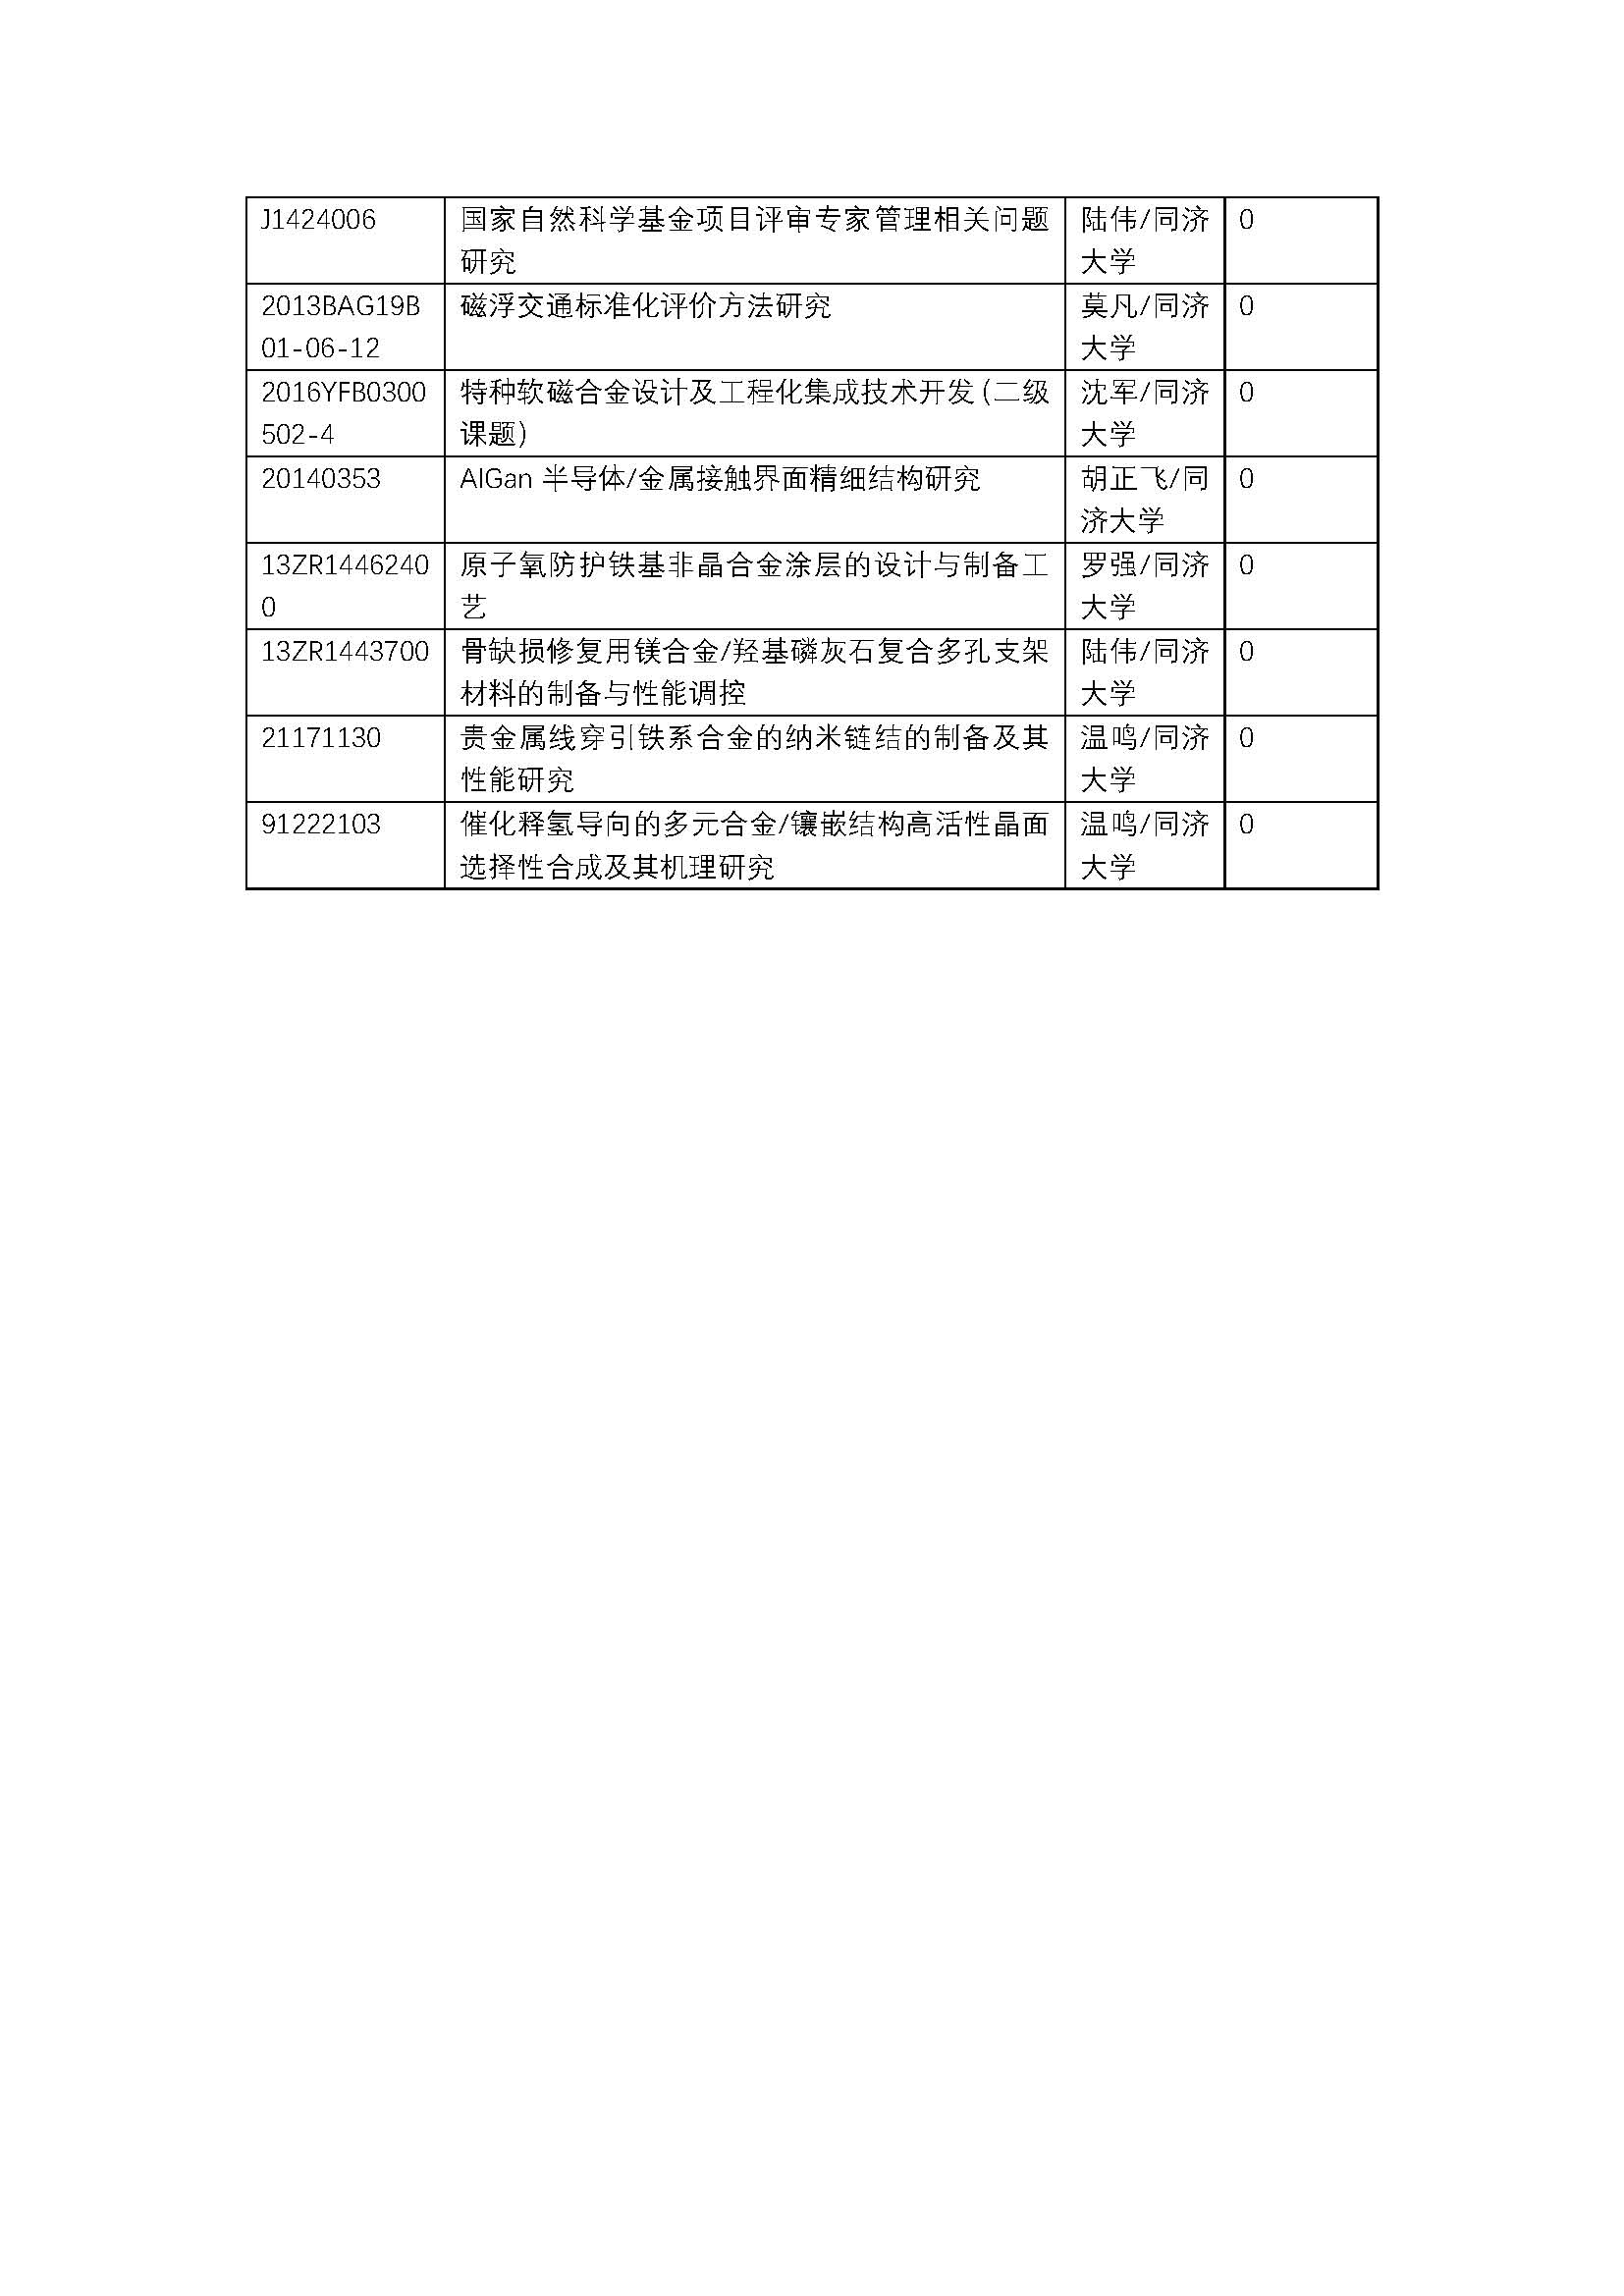 J1424006 国家自然科学基金项目评审专家管理相关问题 陆伟/同济 0
研究 大学
2013BAG19B 磁浮交通标准化评价方法研究 莫凡/同济 0
01-06-12 大学
2016YFB0300 特种软磁合金设计及工程化集成技术开发(二级 沈军/同济 0
502-4 课题) 大学
20140353 AlGan 半导体/金属接触界面精细结构研究 胡正飞/同 0
济大学
13ZR1446240 原子氧防护铁基非晶合金涂层的设计与制备工 罗强/同济 0
0 艺 大学
13ZR1443700 骨缺损修复用镁合金/羟基磷灰石复合多孔支架 陆伟/同济 0
材料的制备与性能调控 大学
21171130 贵金属线穿引铁系合金的纳米链结的制备及其 温鸣/同济 0
性能研究 大学
91222103 催化释氢导向的多元合金/镶嵌结构高活性晶面 温鸣/同济 0
选择性合成及其机理研究 大学